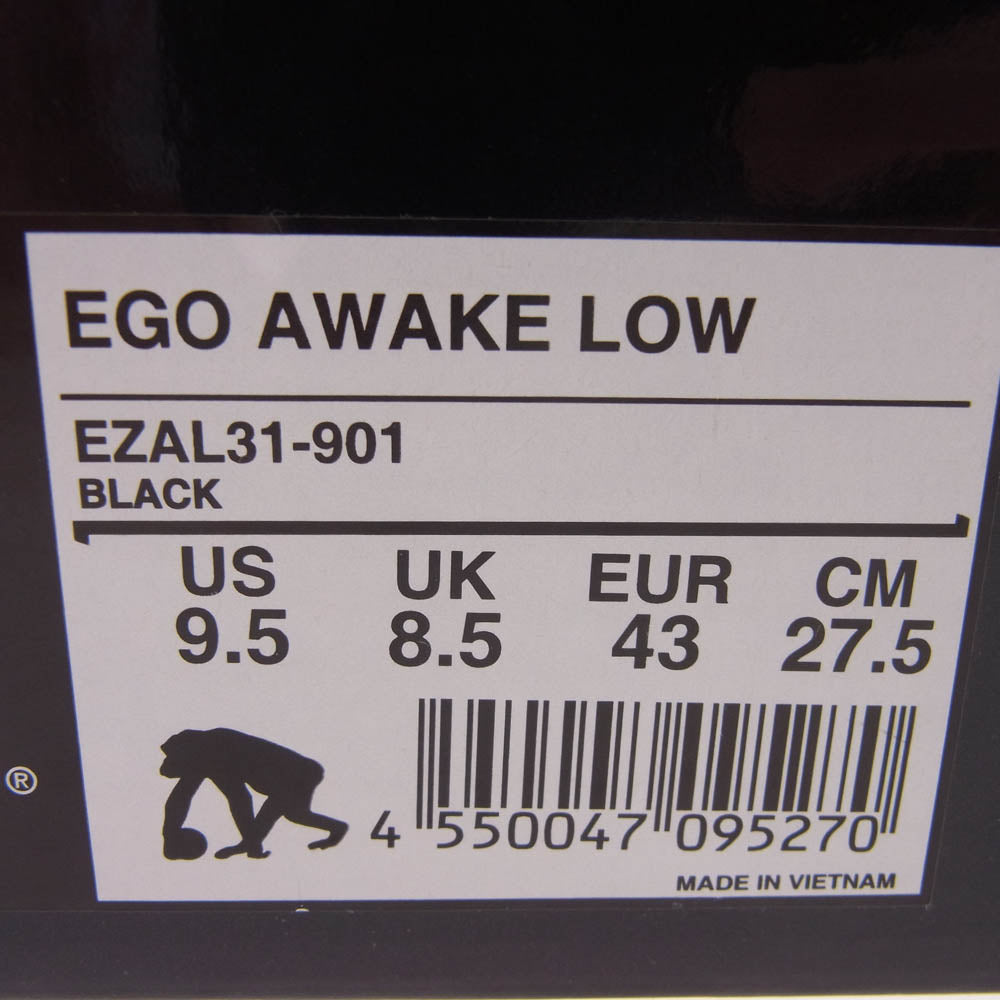 EGO AWAKE LOW
EZAL31-901
BLACK
US UK EUR CM
9.5 8.5 43 27.5
®
4 550047 095270
MADE IN VIETNAM